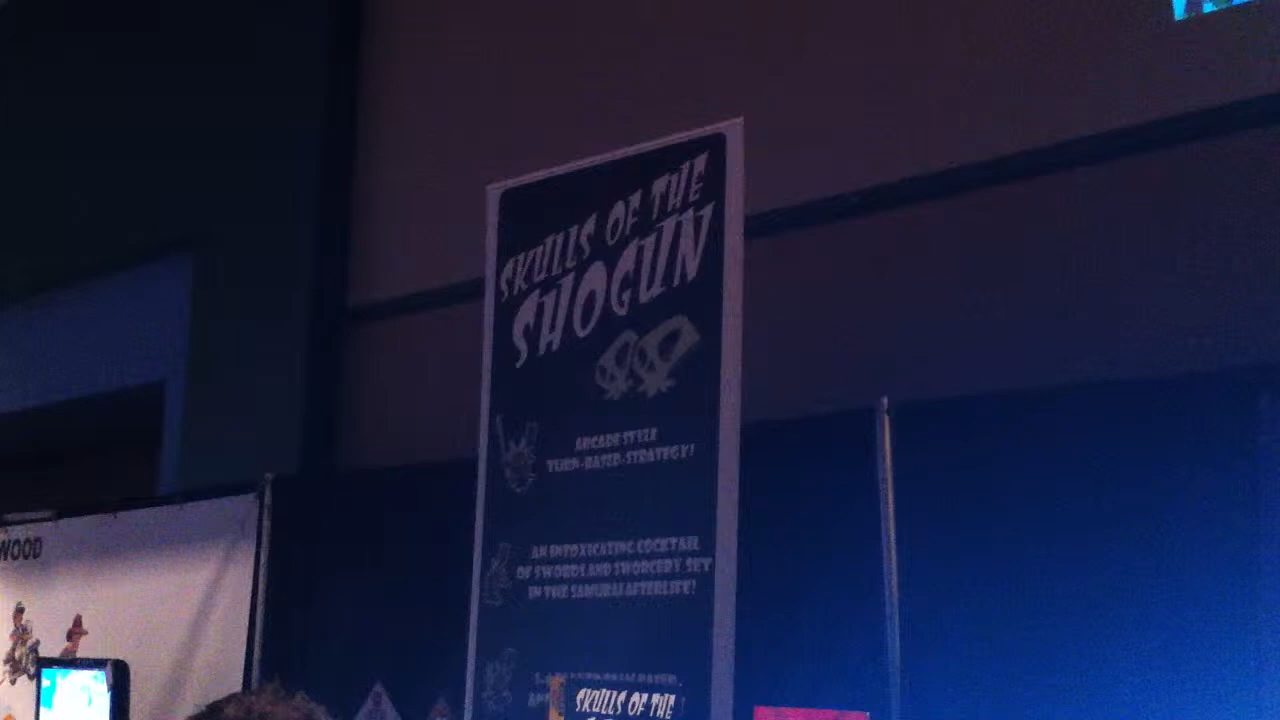 SKULLS OF THE
SHOGUN
ARCADE STYLE
TURN-BASED-STRATEGY!
AN INTOXICATING COCKTAIL
OF SWORDS AND SWORCERY SET
IN THE SAMURAI AFTERLIFE!
WOOD
SKULLS OF THE